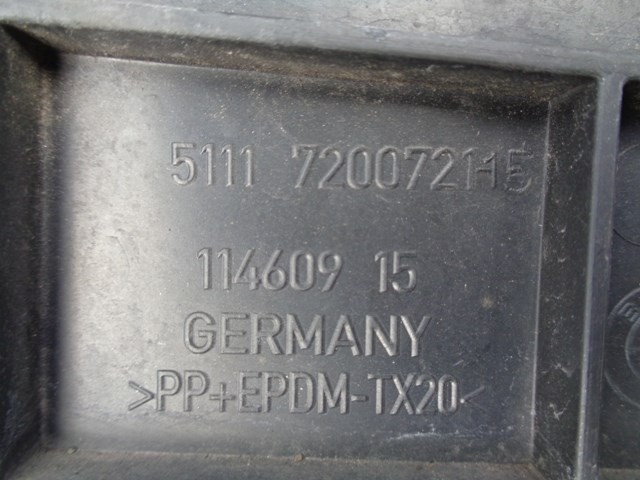 5111 7200721-15
114609 15
GERMANY
>PP+EPDM-TX20<